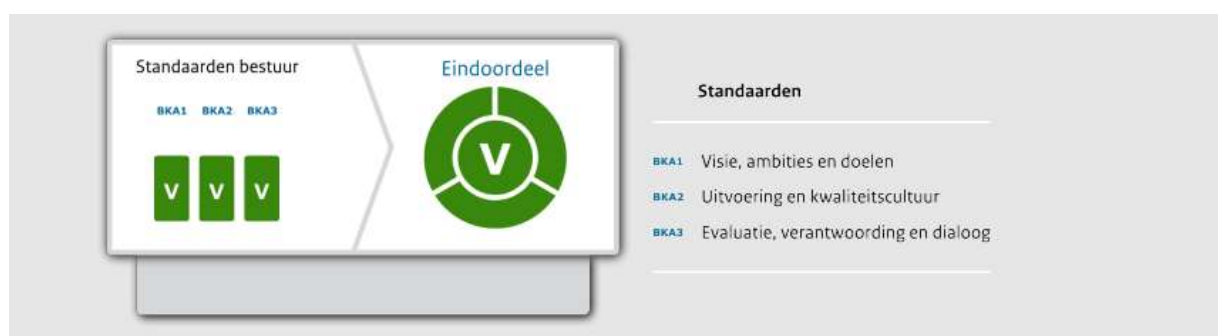 Standaarden bestuur
BKA1 BKA2 BKA3
V V V
Eindoordeel
V
Standaarden
BKA1 Visie, ambities en doelen
BKA2 Uitvoering en kwaliteitscultuur
BKA3 Evaluatie, verantwoording en dialoog